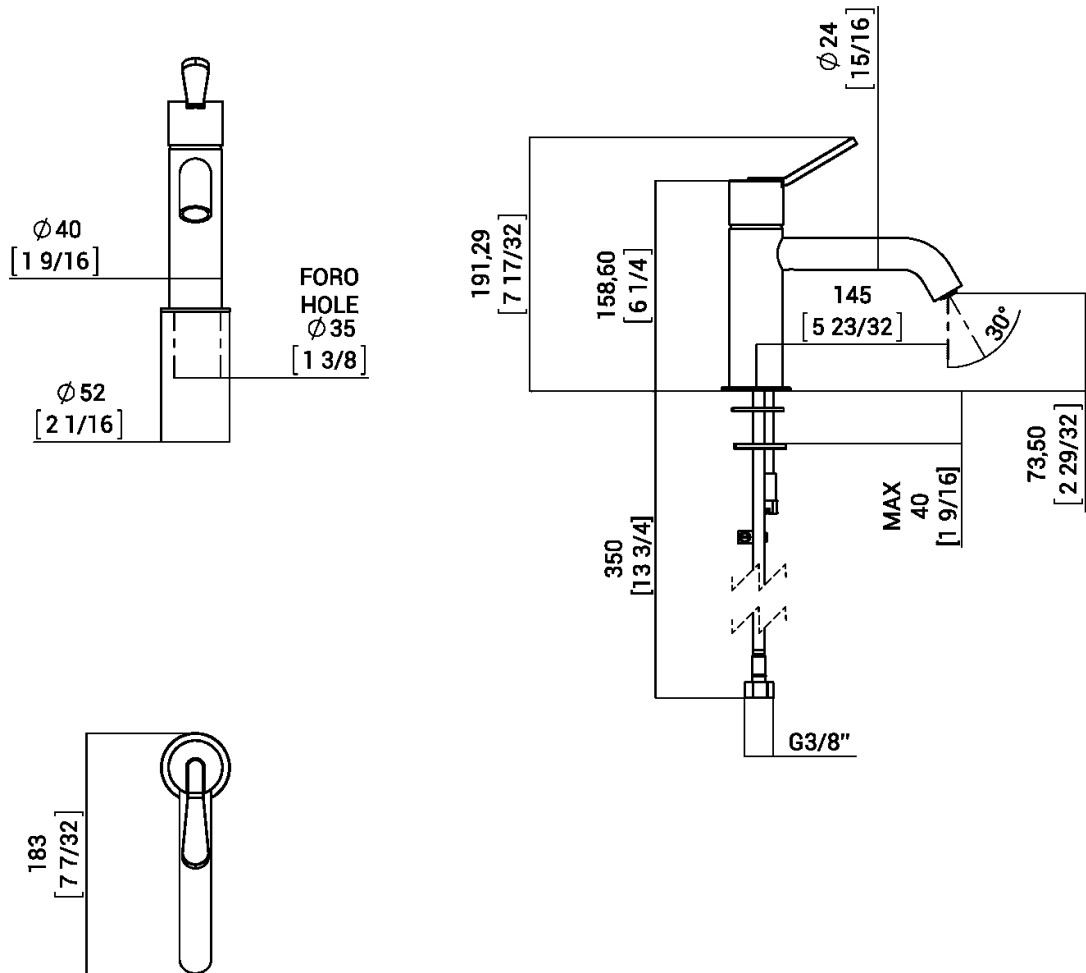 Ø40
[1 9/16]
FORO
HOLE
Ø35
[1 3/8]
Ø52
[2 1/16]
Ø24
[15/16]
191,29
[7 17/32]
158,60
[6 1/4]
145
[5 23/32]
30°
73,50
[2 29/32]
MAX
40
[1 9/16]
350
[13 3/4]
G3/8"
183
[7 7/32]